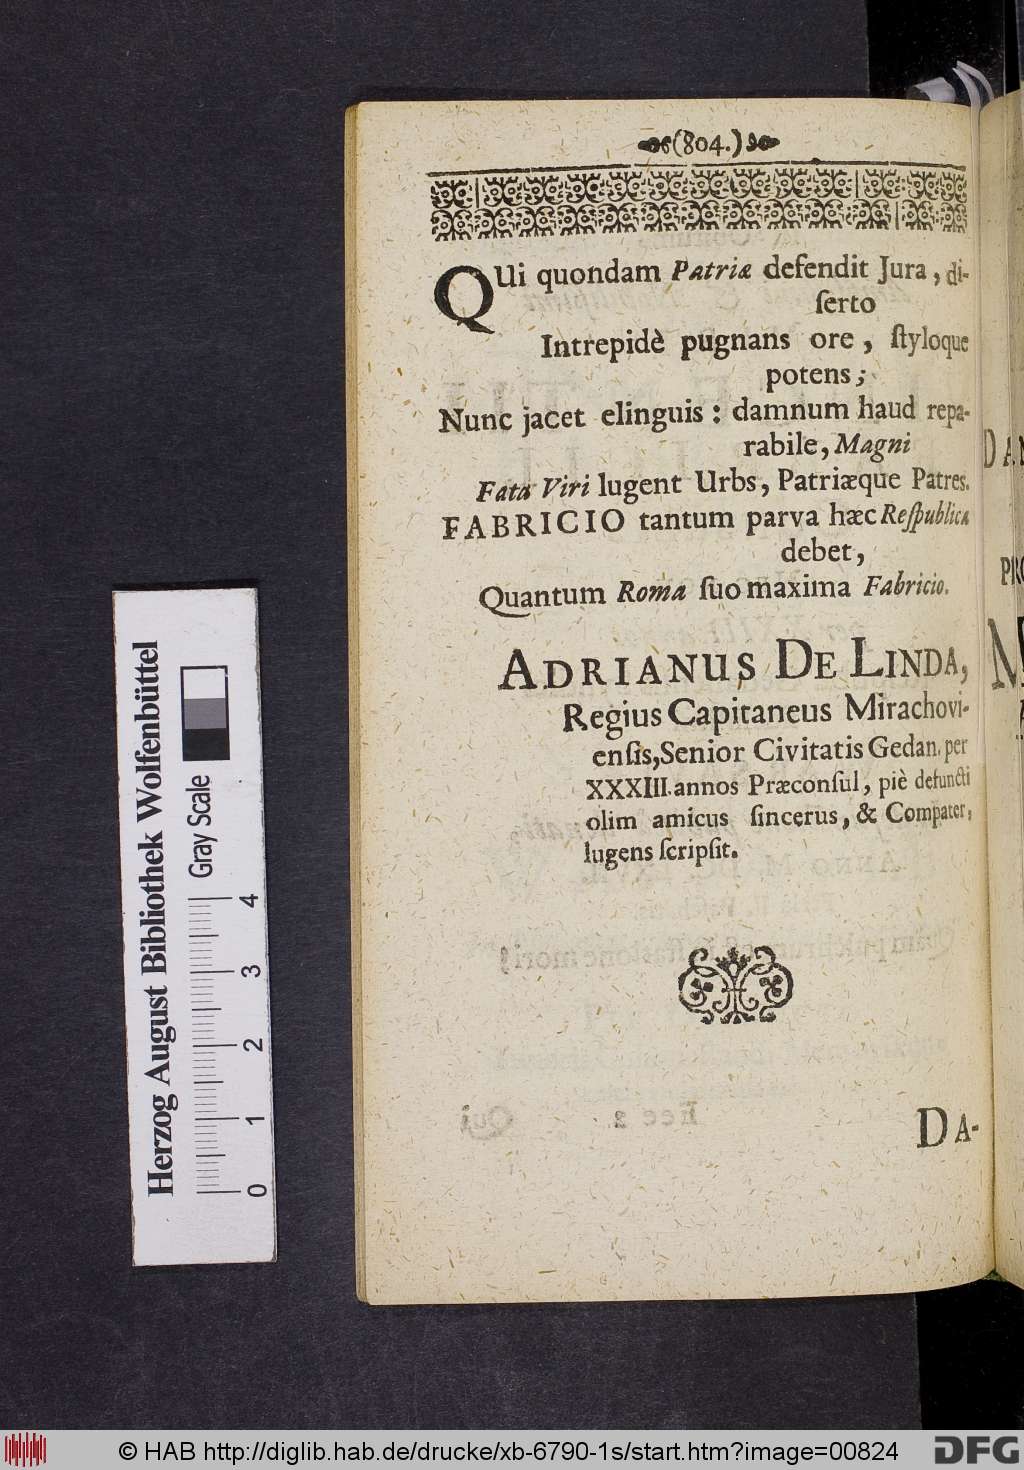 (804.)
QUi quondam Patriæ defendit Jura, di-
ſerto
Intrepidè pugnans ore, ſtyloque
potens;
Nunc jacet elinguis: damnum haud repa-
rabile, Magni
Fata Viri lugent Urbs, Patriæque Patres.
FABRICIO tantum parva hæc Reſpublica
debet,
Quantum Roma ſuo maxima Fabricio.
ADRIANUS DE LINDA,
Regius Capitaneus Mirachovi-
enſis, Senior Civitatis Gedan. per
XXXIII. annos Præconſul, piè defuncti
olim amicus ſincerus, & Compater,
lugens ſcripſit.
DA-
Herzog August Bibliothek Wolfenbüttel
Gray Scale
0 1 2 3 4
© HAB http://diglib.hab.de/drucke/xb-6790-1s/start.htm?image=00824
DFG